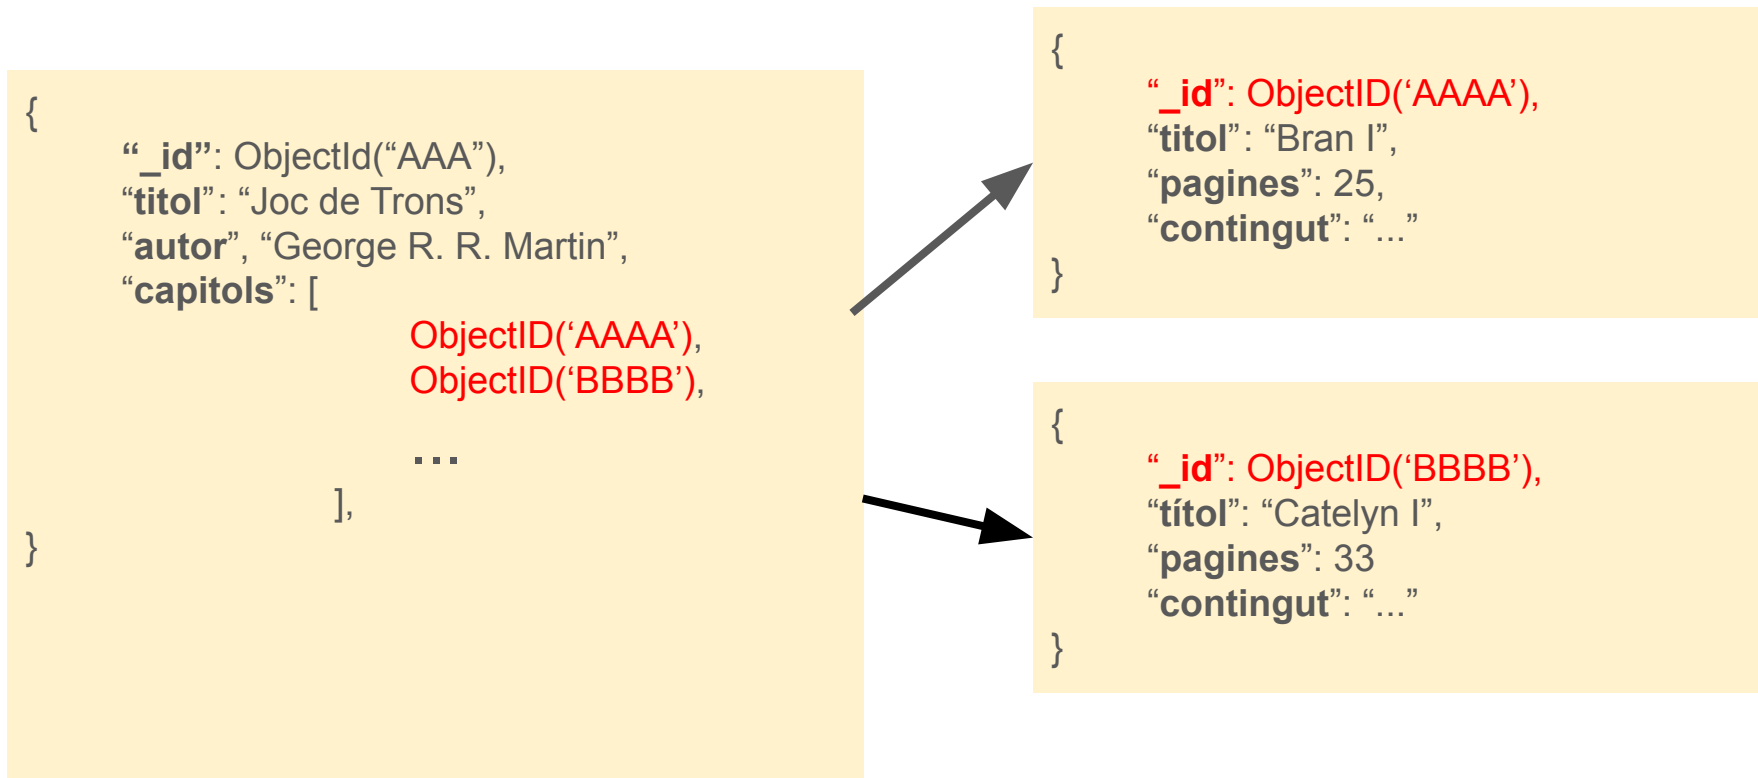 {
“_id”: ObjectId(“AAA”),
“titol”: “Joc de Trons”,
“autor”, “George R. R. Martin”,
“capitols”: [
ObjectID(‘AAAA’),
ObjectID(‘BBBB’),
...
],
}
{
“_id”: ObjectID(‘AAAA’),
“titol”: “Bran I”,
“pagines”: 25,
“contingut”: “...”
}
{
“_id”: ObjectID(‘BBBB’),
“títol”: “Catelyn I”,
“pagines”: 33
“contingut”: “...”
}